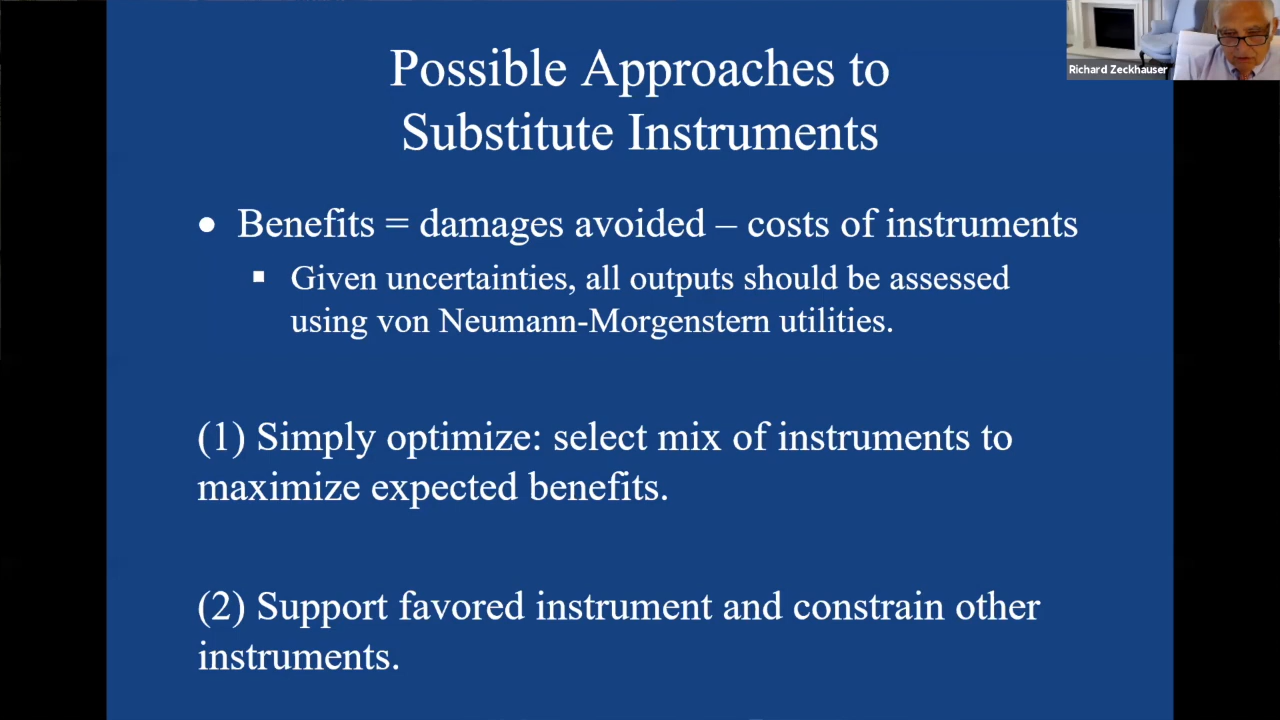 Possible Approaches to
Substitute Instruments
Richard Zeckhauser
• Benefits = damages avoided – costs of instruments
▪ Given uncertainties, all outputs should be assessed
using von Neumann-Morgenstern utilities.
(1) Simply optimize: select mix of instruments to
maximize expected benefits.
(2) Support favored instrument and constrain other
instruments.